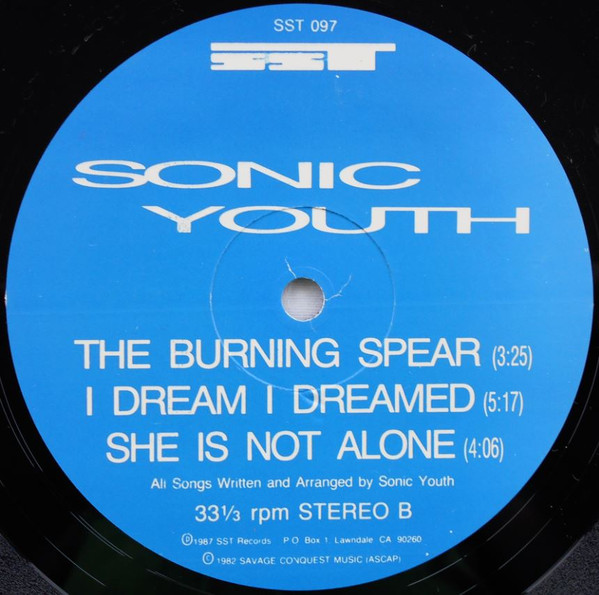 SST 097
SST
SONIC
YOUTH
THE BURNING SPEAR (3:25)
I DREAM I DREAMED (5:17)
SHE IS NOT ALONE (4:06)
All Songs Written and Arranged by Sonic Youth
33⅓ rpm STEREO B
Ⓟ1987 SST Records P.O. Box 1 Lawndale CA 90260
© 1982 SAVAGE CONQUEST MUSIC (ASCAP)